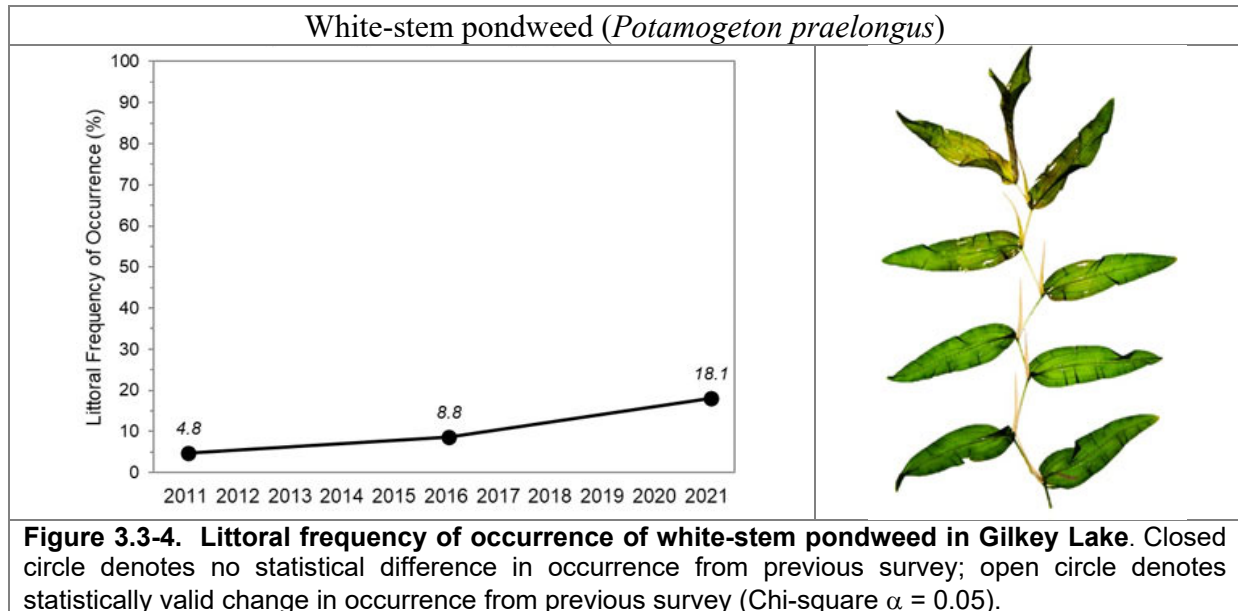 White-stem pondweed (Potamogeton praelongus)
Littoral Frequency of Occurrence (%)
100
90
80
70
60
50
40
30
20
10
0
4.8
8.8
18.1
2011 2012 2013 2014 2015 2016 2017 2018 2019 2020 2021
Figure 3.3-4. Littoral frequency of occurrence of white-stem pondweed in Gilkey Lake. Closed
circle denotes no statistical difference in occurrence from previous survey; open circle denotes
statistically valid change in occurrence from previous survey (Chi-square α = 0.05).